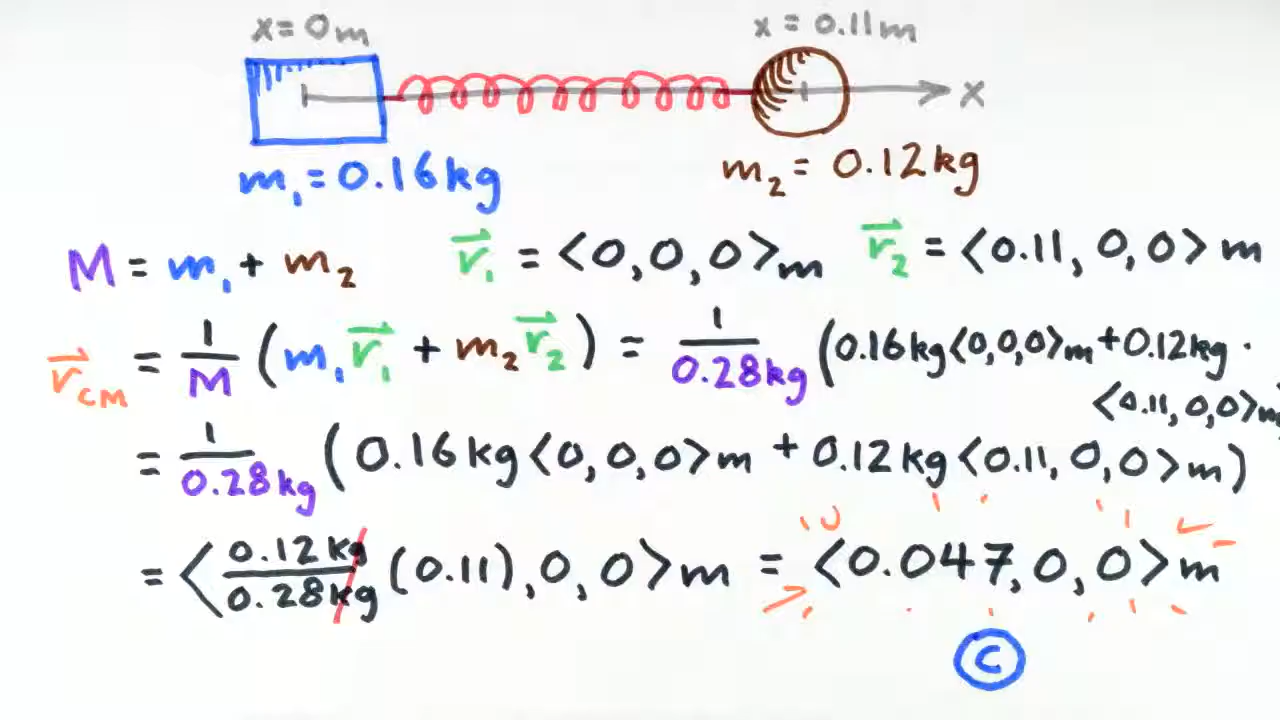 x = 0m x = 0.11m
x
m₁ = 0.16kg m₂ = 0.12kg
M = m₁ + m₂ r⃗₁ = <0,0,0>m r⃗₂ = <0.11, 0, 0> m
r⃗CM = 1/M (m₁r⃗₁ + m₂r⃗₂) = 1/0.28kg (0.16kg<0,0,0>m + 0.12kg ·
<0.11, 0,0>m
= 1/0.28kg (0.16kg<0,0,0>m + 0.12kg<0.11, 0,0>m)
= <0.12kg/0.28kg (0.11), 0, 0>m = <0.047, 0, 0>m
C